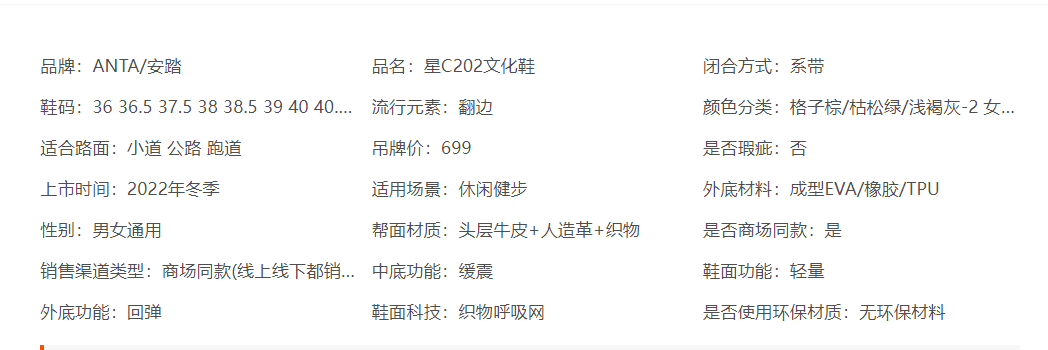 品牌：ANTA/安踏 品名：星C202文化鞋 闭合方式：系带
鞋码：36 36.5 37.5 38 38.5 39 40 40.... 流行元素：翻边 颜色分类：格子棕/枯松绿/浅褐灰-2 女...
适合路面：小道 公路 跑道 吊牌价：699 是否瑕疵：否
上市时间：2022年冬季 适用场景：休闲健步 外底材料：成型EVA/橡胶/TPU
性别：男女通用 帮面材质：头层牛皮+人造革+织物 是否商场同款：是
销售渠道类型：商场同款(线上线下都销... 中底功能：缓震 鞋面功能：轻量
外底功能：回弹 鞋面科技：织物呼吸网 是否使用环保材质：无环保材料